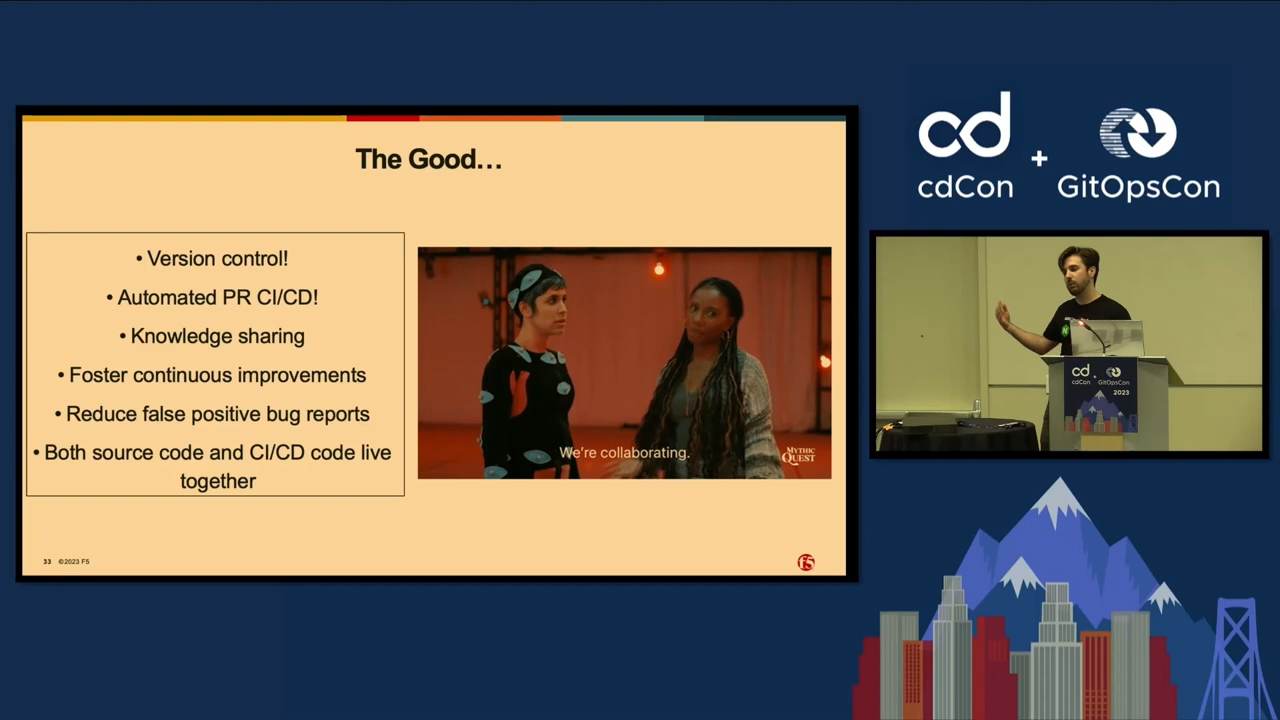 The Good…
• Version control!
• Automated PR CI/CD!
• Knowledge sharing
• Foster continuous improvements
• Reduce false positive bug reports
• Both source code and CI/CD code live
together
We're collaborating.
MYTHIC
QUEST
33 ©2023 F5
F5
cd
cdCon
+
GitOpsCon
cd
cdCon
+
GitOpsCon
2023